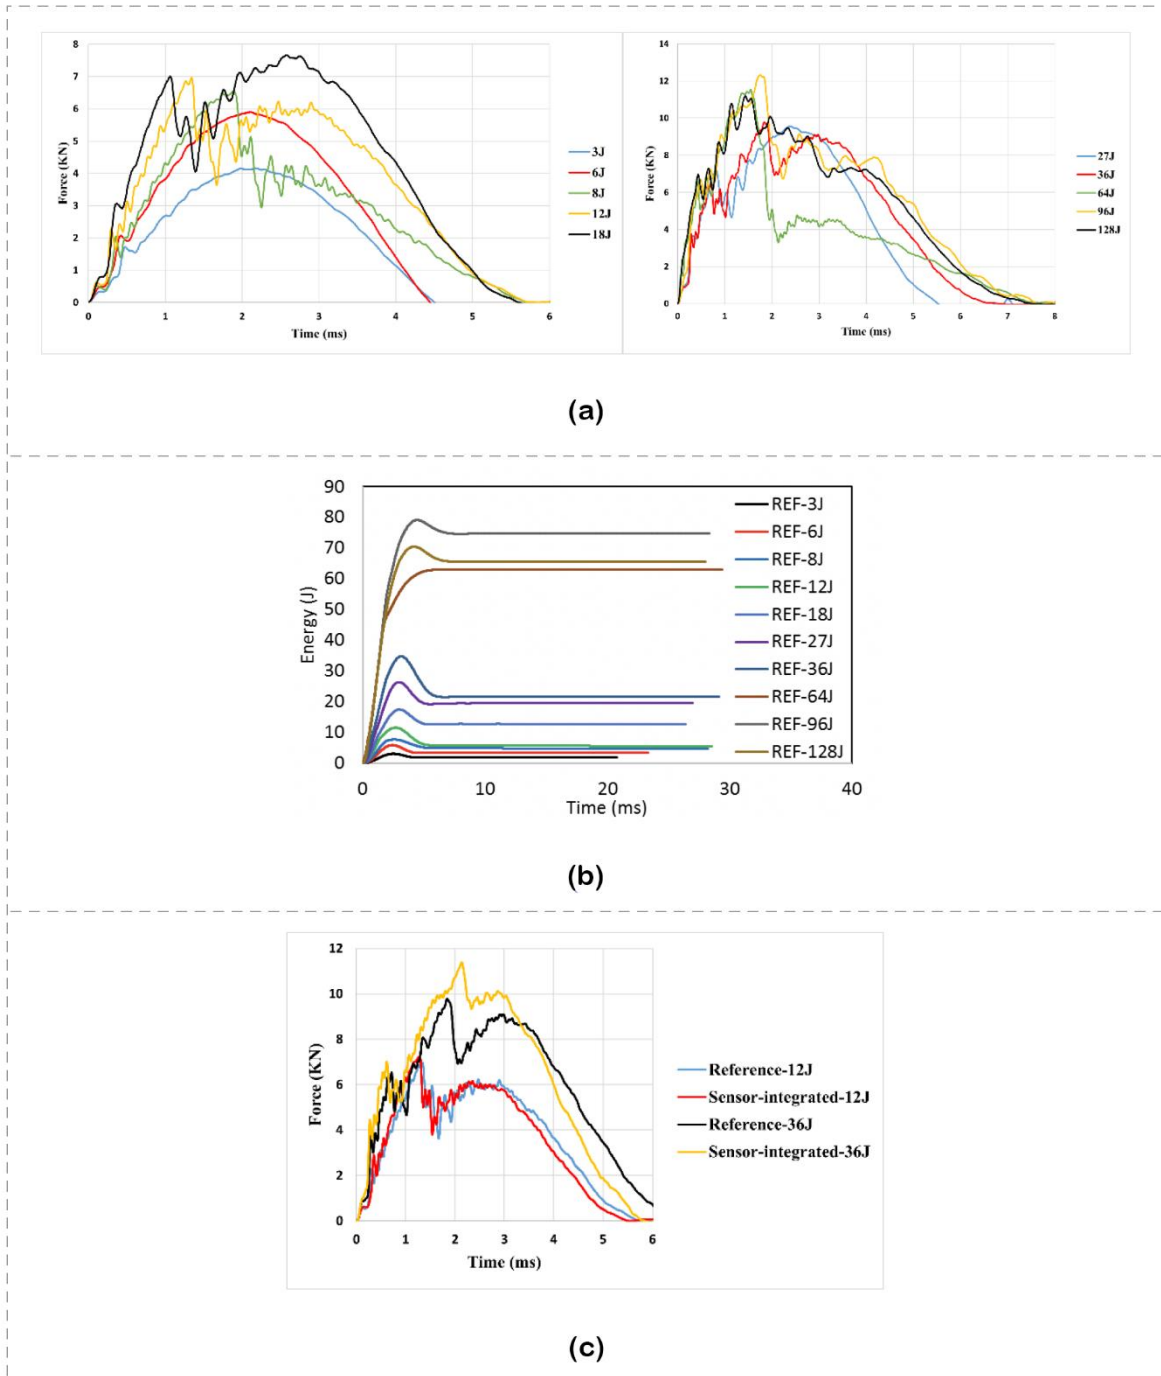 8
7
6
5
4
3
2
1
0
Force (KN)
0 1 2 3 4 5 6
Time (ms)
3J
6J
8J
12J
18J
14
12
10
8
6
4
2
0
Force (KN)
0 1 2 3 4 5 6 7 8
Time (ms)
27J
36J
64J
96J
128J
(a)
90
80
70
60
50
40
30
20
10
0
Energy (J)
0 10 20 30 40
Time (ms)
REF-3J
REF-6J
REF-8J
REF-12J
REF-18J
REF-27J
REF-36J
REF-64J
REF-96J
REF-128J
(b)
12
10
8
6
4
2
0
Force (KN)
0 1 2 3 4 5 6
Time (ms)
Reference-12J
Sensor-integrated-12J
Reference-36J
Sensor-integrated-36J
(c)